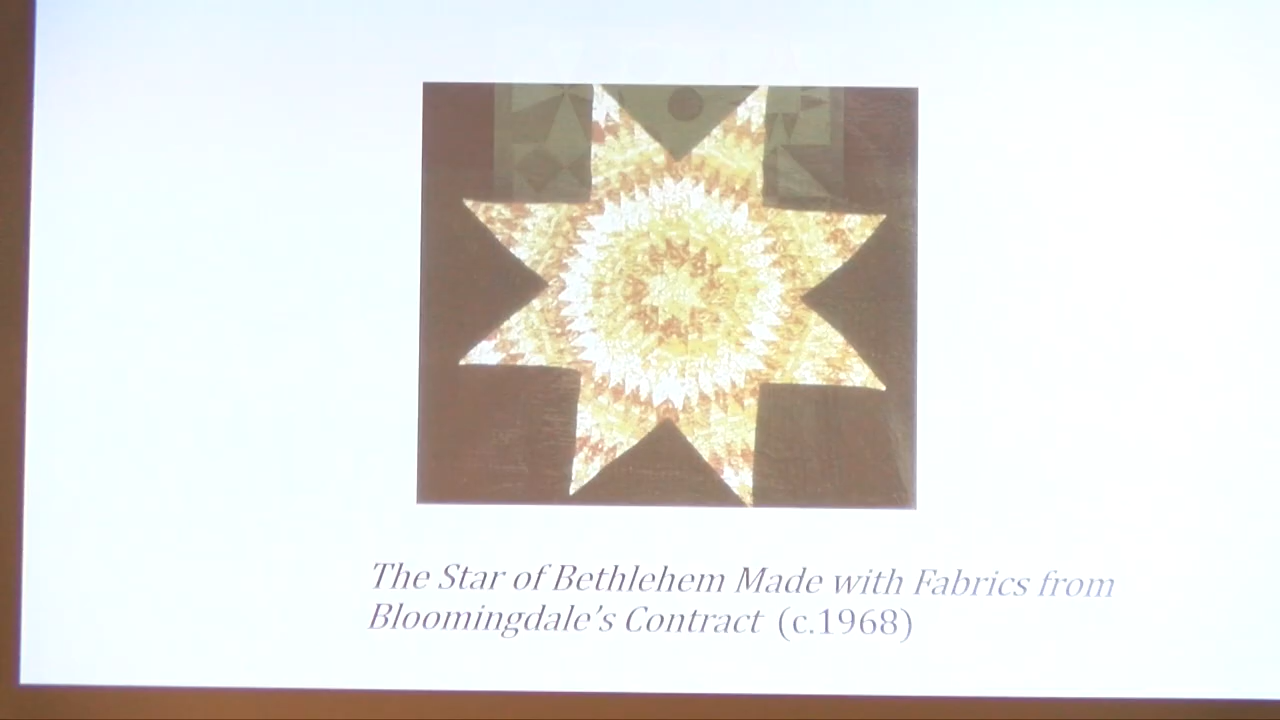 The Star of Bethlehem Made with Fabrics from
Bloomingdale's Contract (c.1968)